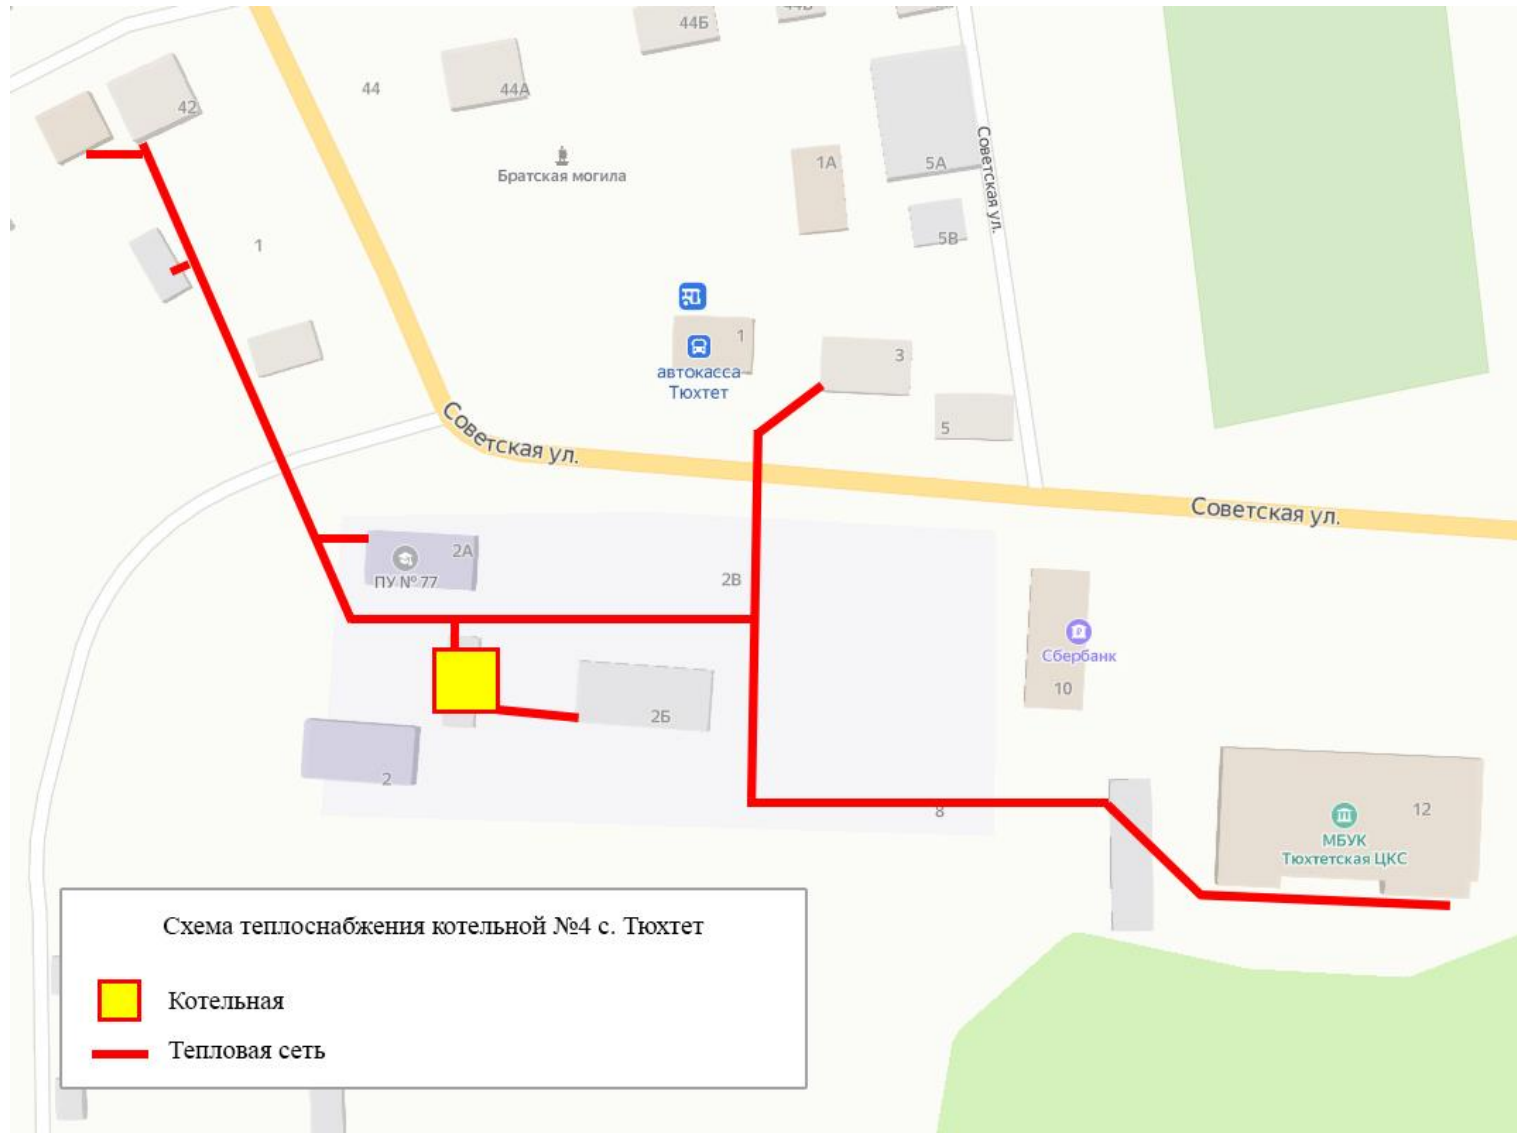 44Б
44В
42
44
44А
Братская могила
1А
5А
Советская ул.
5В
1
1
автокасса
Тюхтет
3
5
Советская ул.
Советская ул.
2А
ПУ № 77
2В
Сбербанк
10
2Б
2
8
12
МБУК
Тюхтетская ЦКС
Схема теплоснабжения котельной №4 с. Тюхтет
Котельная
Тепловая сеть